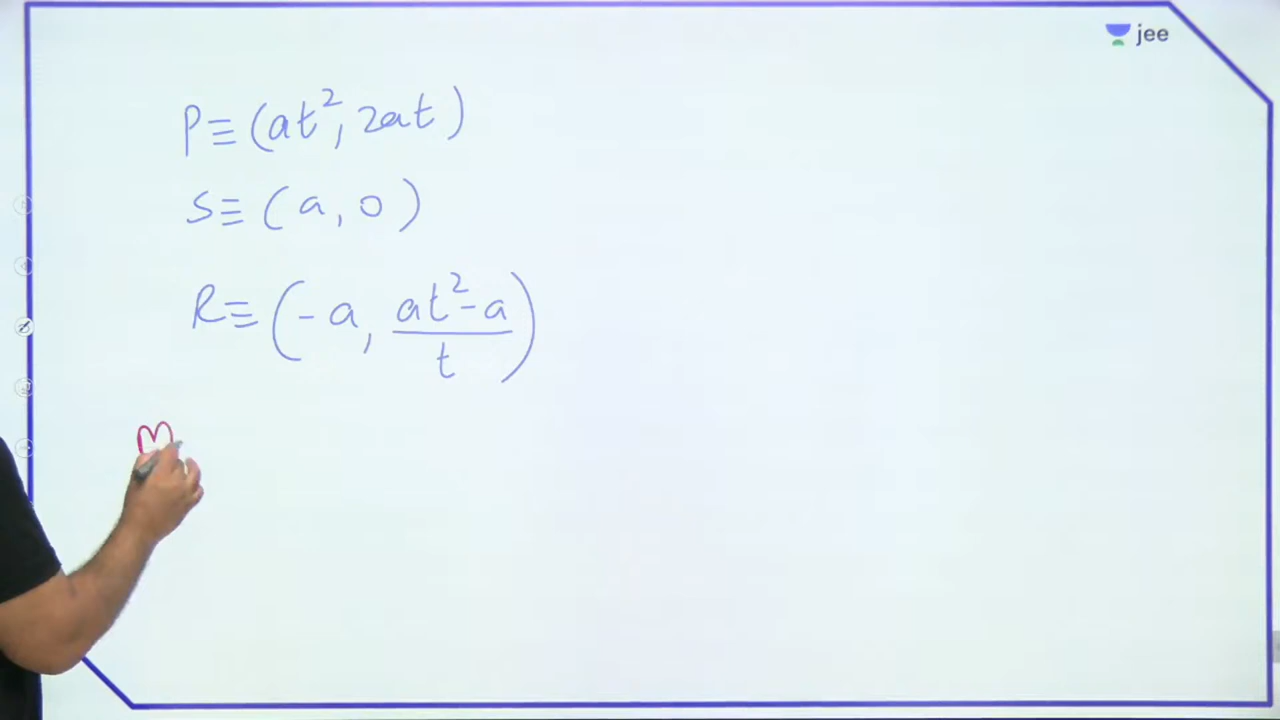 jee
P≡(at², 2at)
S≡(a, 0)
R≡(-a, (at²-a)/t)
M